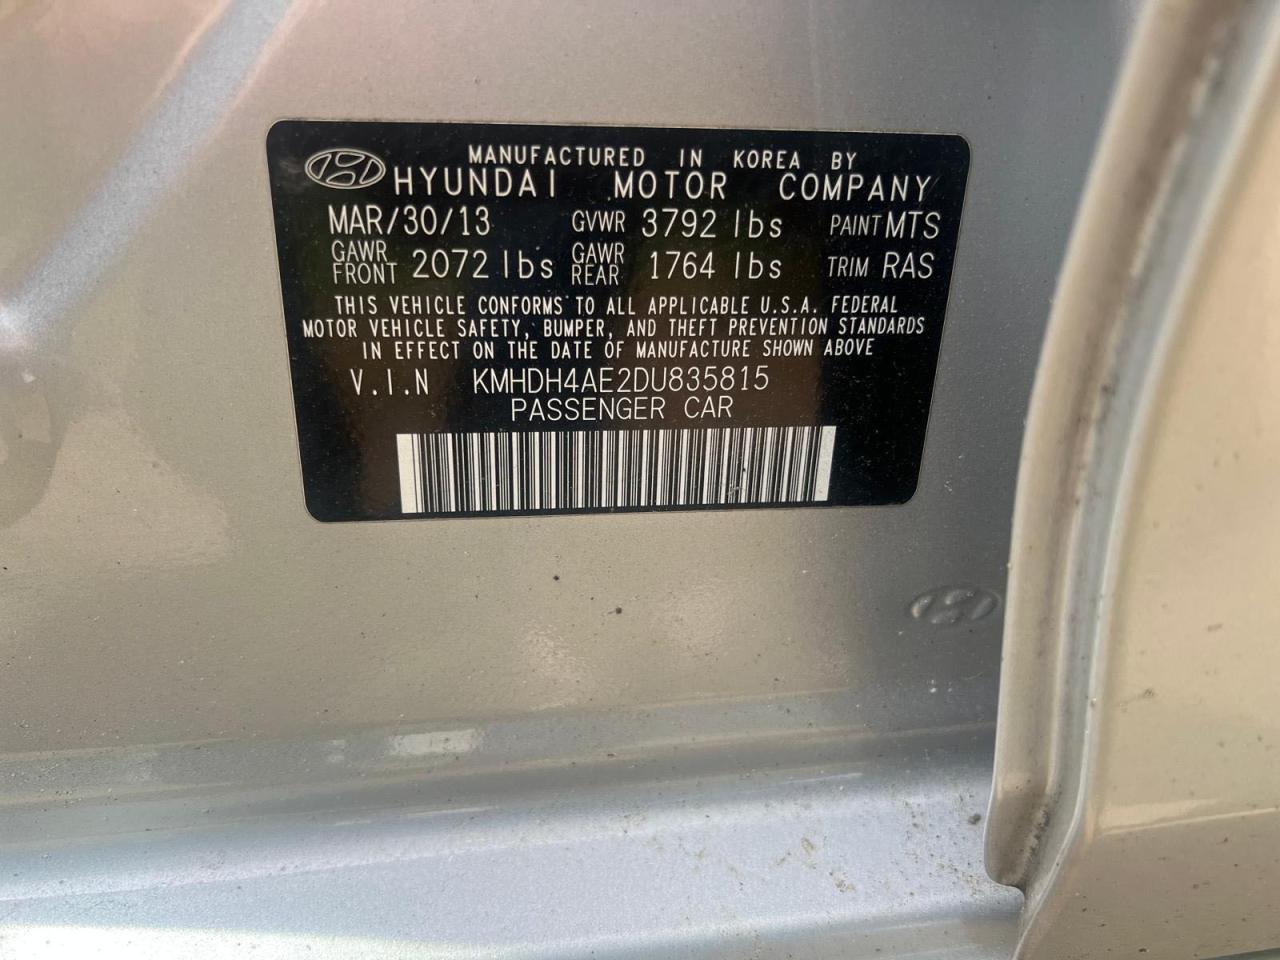 MANUFACTURED IN KOREA BY
HYUNDAI MOTOR COMPANY
MAR/30/13 GVWR 3792 lbs PAINT MTS
GAWR FRONT 2072 lbs GAWR REAR 1764 lbs TRIM RAS
THIS VEHICLE CONFORMS TO ALL APPLICABLE U.S.A. FEDERAL
MOTOR VEHICLE SAFETY, BUMPER, AND THEFT PREVENTION STANDARDS
IN EFFECT ON THE DATE OF MANUFACTURE SHOWN ABOVE
V.I.N KMHDH4AE2DU835815
PASSENGER CAR